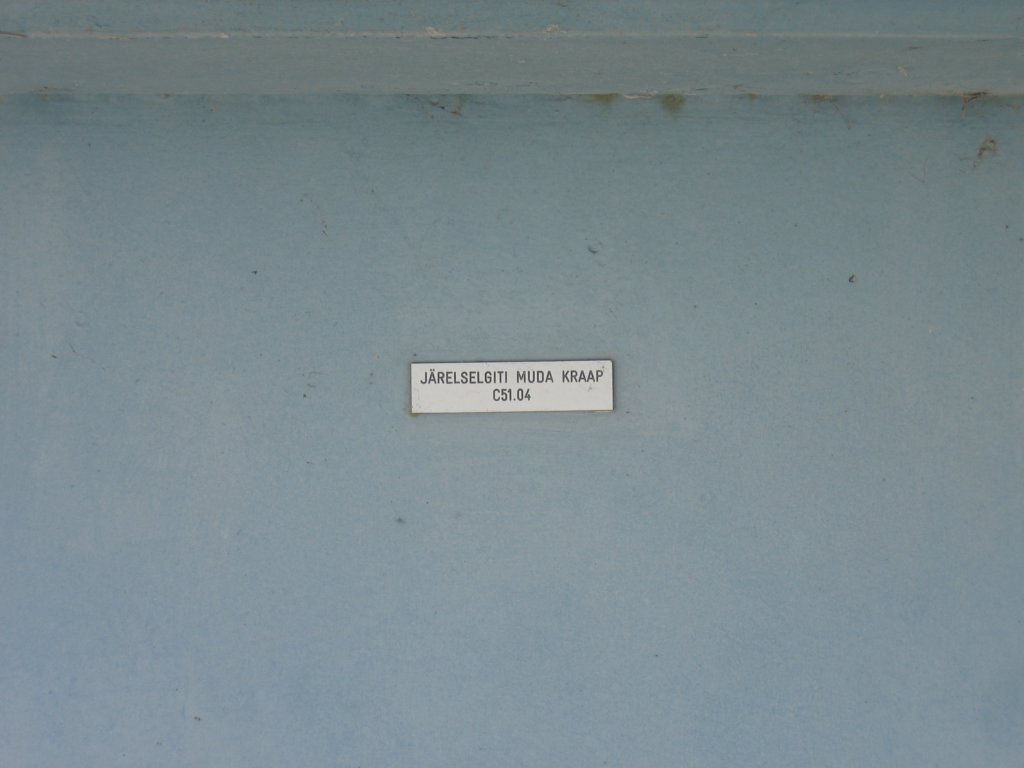 JÄRELSELGITI MUDA KRAAP
C51.04